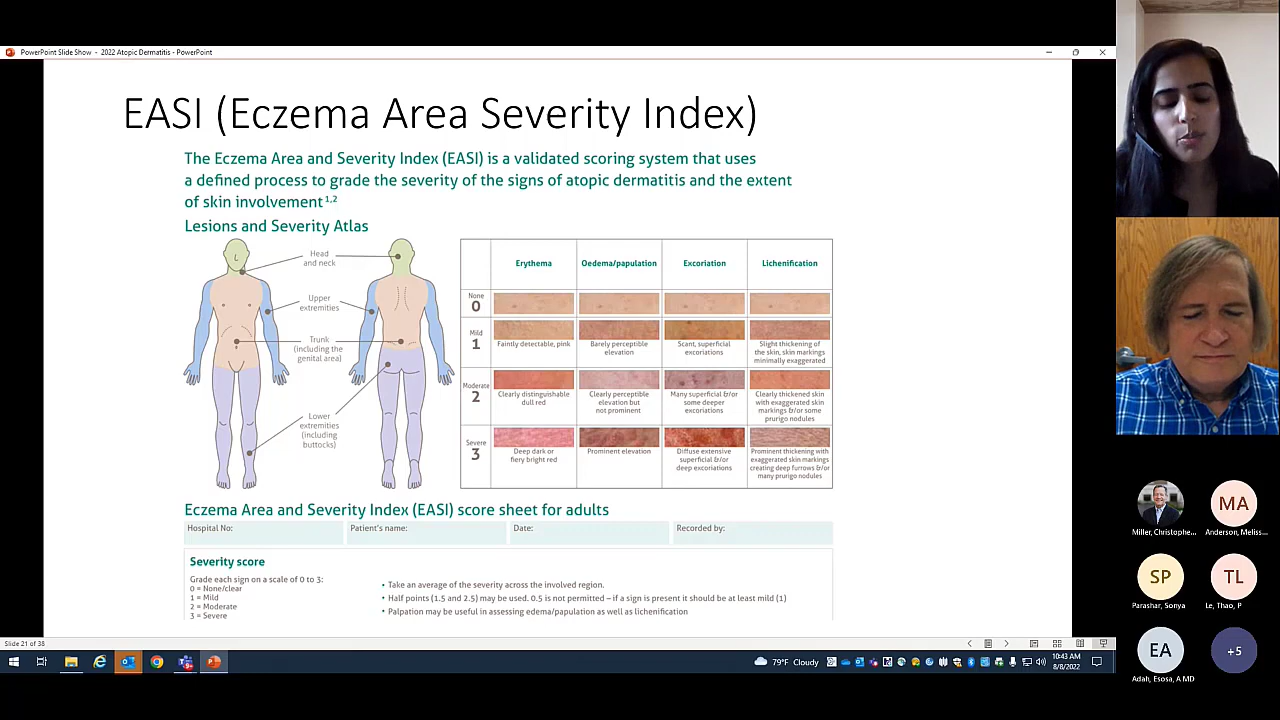 PowerPoint Slide Show - 2022 Atopic Dermatitis - PowerPoint
EASI (Eczema Area Severity Index)
The Eczema Area and Severity Index (EASI) is a validated scoring system that uses
a defined process to grade the severity of the signs of atopic dermatitis and the extent
of skin involvement 1,2
Lesions and Severity Atlas
Head
and neck
Upper
extremities
Trunk
(including the
genital area)
Lower
extremities
(including
buttocks)
Erythema
Oedema/papulation
Excoriation
Lichenification
None
0
Mild
1
Faintly detectable, pink
Barely perceptible
elevation
Scant, superficial
excoriations
Slight thickening of
the skin, skin markings
minimally exaggerated
Moderate
2
Clearly distinguishable
dull red
Clearly perceptible
elevation but
not prominent
Many superficial &/or
some deeper
excoriations
Clearly thickened skin
with exaggerated skin
markings &/or some
prurigo nodules
Severe
3
Deep dark or
fiery bright red
Prominent elevation
Diffuse extensive
superficial &/or
deep excoriations
Prominent thickening with
exaggerated skin markings
creating deep furrows &/or
many prurigo nodules
Eczema Area and Severity Index (EASI) score sheet for adults
Hospital No:
Patient's name:
Date:
Recorded by:
Severity score
Grade each sign on a scale of 0 to 3:
0 = None/clear
1 = Mild
2 = Moderate
3 = Severe
• Take an average of the severity across the involved region.
• Half points (1.5 and 2.5) may be used. 0.5 is not permitted – if a sign is present it should be at least mild (1)
• Palpation may be useful in assessing edema/papulation as well as lichenification
Slide 21 of 38
79°F Cloudy
10:43 AM
8/8/2022
Miller, Christophe...
MA
Anderson, Meliss...
SP
Parashar, Sonya
TL
Le, Thao, P
EA
Adah, Esosa, A MD
+5